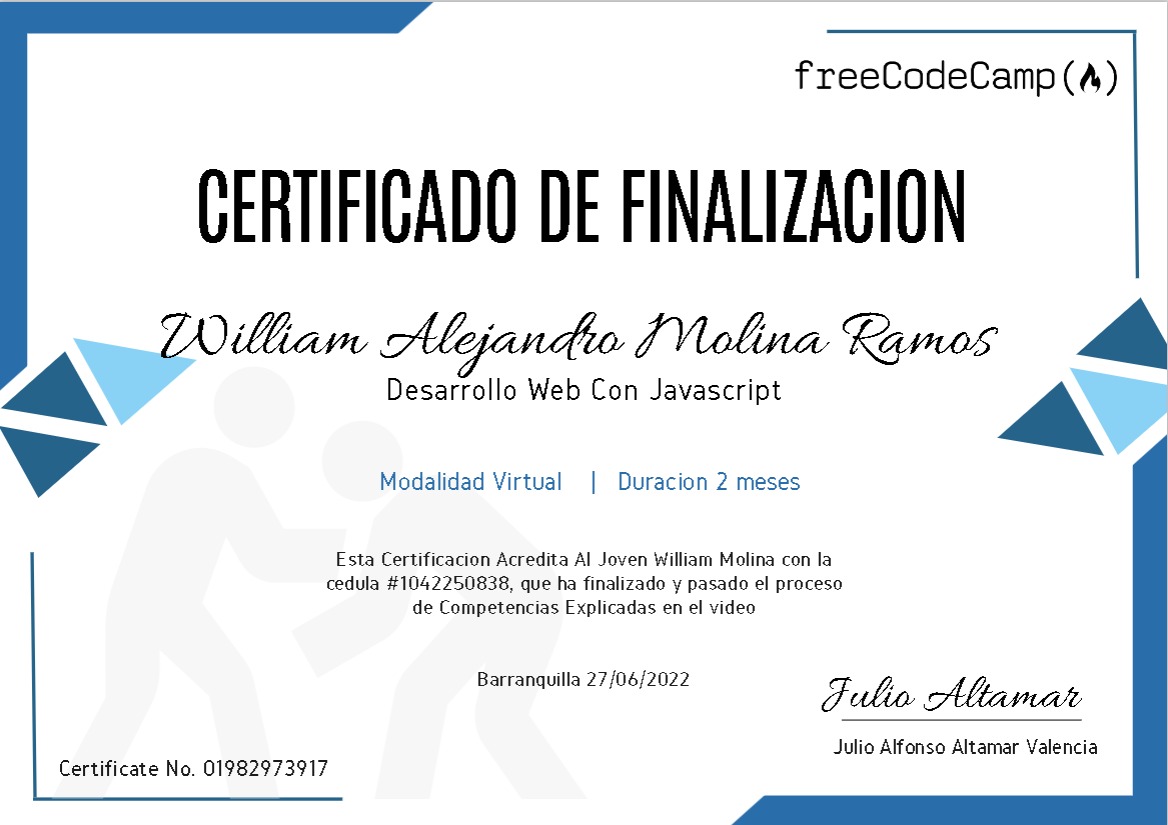 freeCodeCamp
CERTIFICADO DE FINALIZACION
William Alejandro Molina Ramos
Desarrollo Web Con Javascript
Modalidad Virtual | Duracion 2 meses
Esta Certificacion Acredita Al Joven William Molina con la
cedula #1042250838, que ha finalizado y pasado el proceso
de Competencias Explicadas en el video
Barranquilla 27/06/2022
Julio Altamar
Julio Alfonso Altamar Valencia
Certificate No. 01982973917